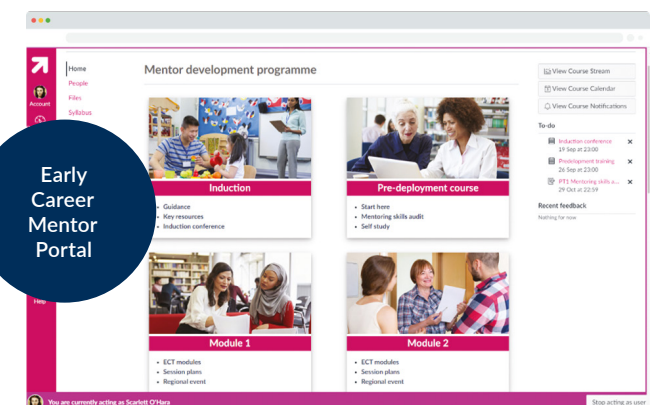 Home
Mentor development programme
View Course Stream
People
View Course Calendar
Files
Account
View Course Notifications
Syllabus
To-do
Induction conference
19 Sep at 23:00
Predelopment training
26 Sep at 23:00
PT1 Mentoring skills a...
29 Oct at 22:59
Early
Career
Mentor
Portal
Induction
Pre-deployment course
Guidance
Key resources
Induction conference
Start here
Mentoring skills audit
Self study
Recent feedback
Nothing for now
Help
Module 1
Module 2
ECT modules
Session plans
Regional event
ECT modules
Session plans
Regional event
You are currently acting as Scarlett O'Hara
Stop acting as user